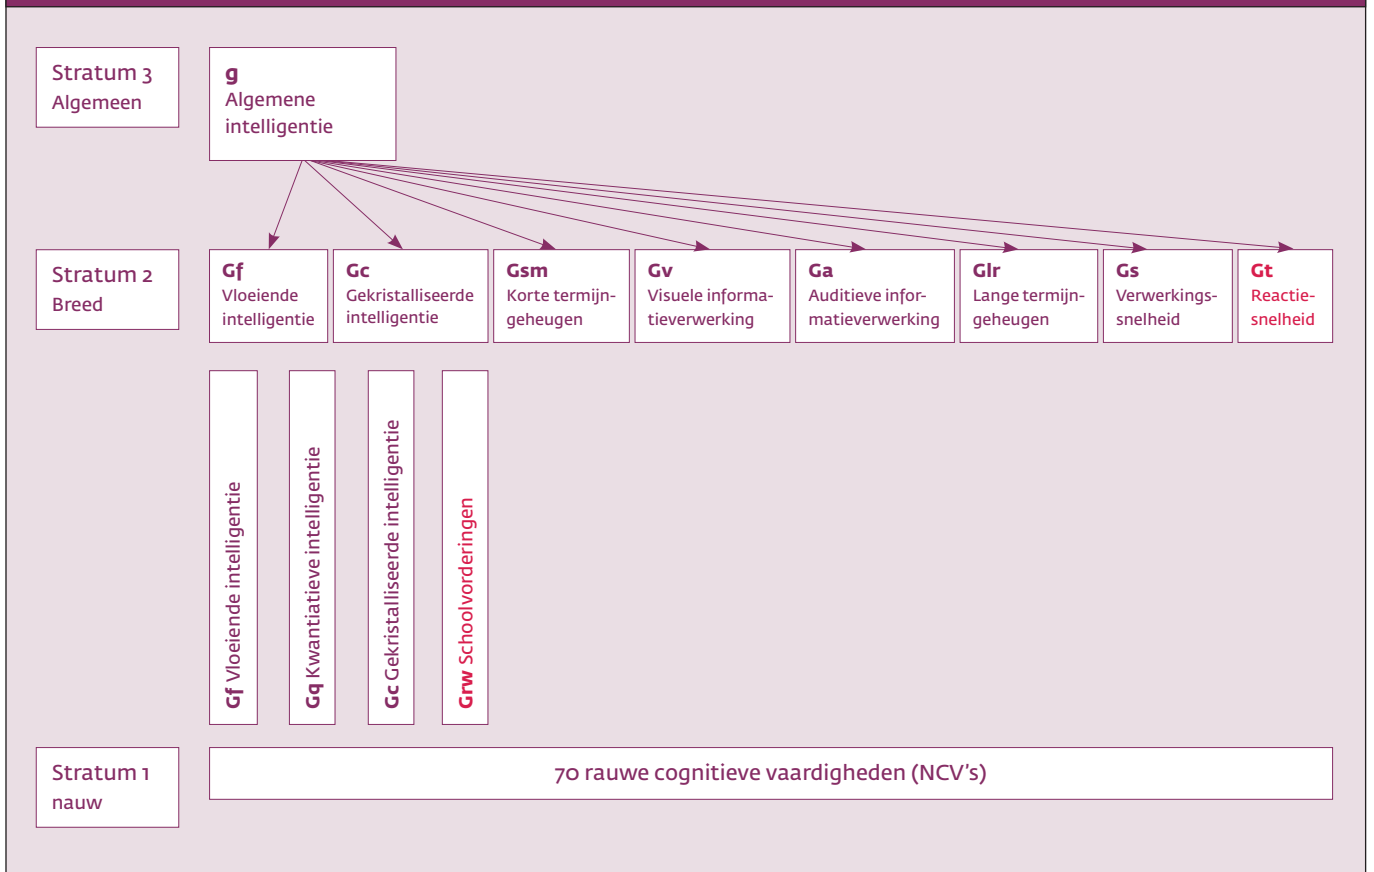 Stratum 3
Algemeen
g
Algemene
intelligentie
Stratum 2
Breed
Gf
Vloeiende
intelligentie
Gc
Gekristalliseerde
intelligentie
Gsm
Korte termijn-
geheugen
Gv
Visuele informa-
tieverwerking
Ga
Auditieve infor-
matieverwerking
Glr
Lange termijn-
geheugen
Gs
Verwerkings-
snelheid
Gt
Reactie-
snelheid
Gf Vloeiende intelligentie
Gq Kwantiatieve intelligentie
Gc Gekristalliseerde intelligentie
Grw Schoolvorderingen
Stratum 1
nauw
70 rauwe cognitieve vaardigheden (NCV's)